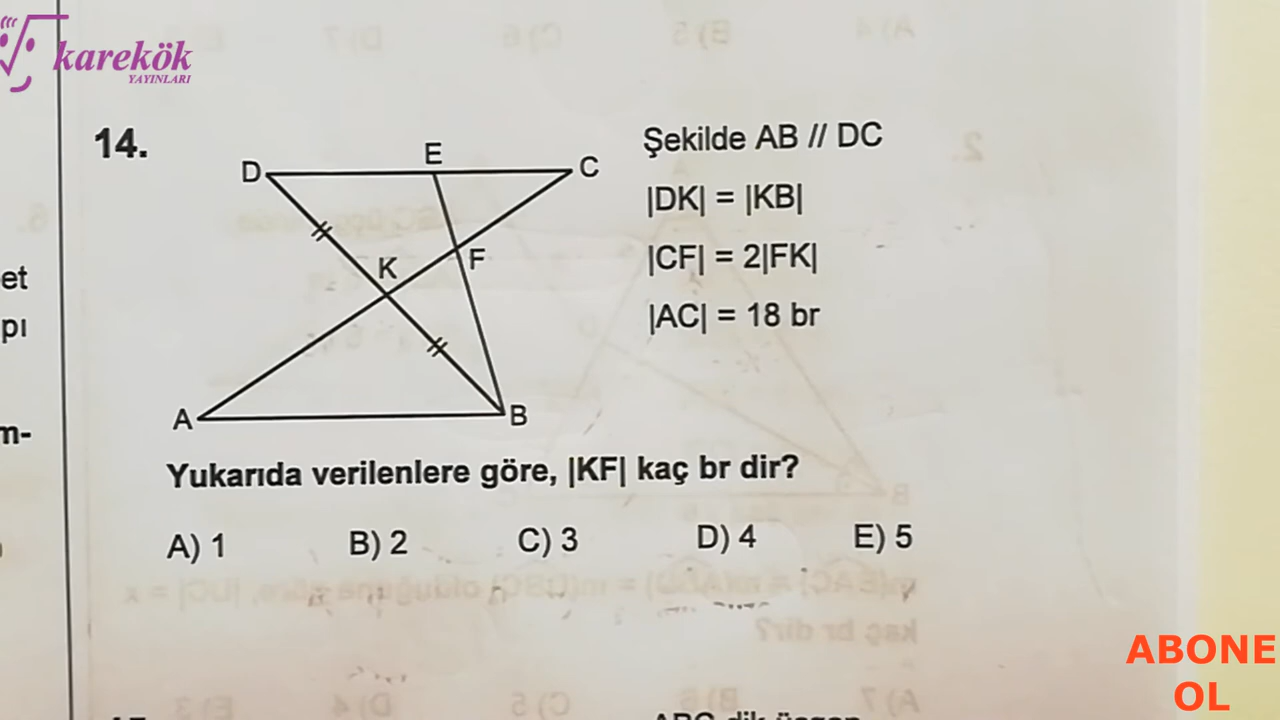 karekök
YAYINLARI
14.
D
E
C
K
F
A
B
Şekilde AB // DC
|DK| = |KB|
|CF| = 2|FK|
|AC| = 18 br
et
pı
m-
Yukarıda verilenlere göre, |KF| kaç br dir?
A) 1 B) 2 C) 3 D) 4 E) 5
ABONE
OL